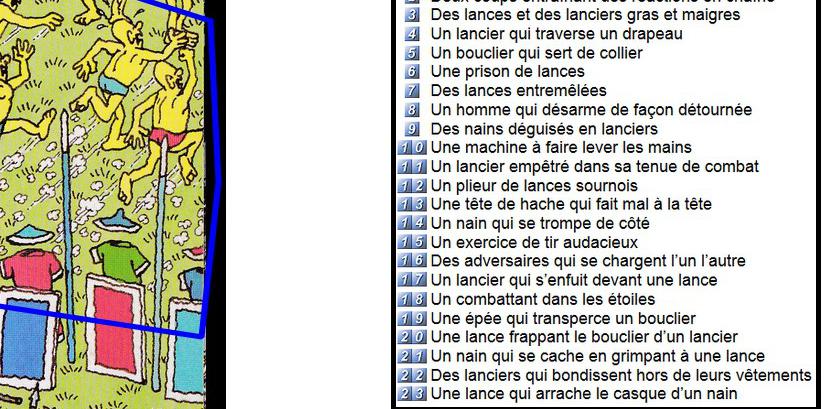 3 Des lances et des lanciers gras et maigres
4 Un lancier qui traverse un drapeau
5 Un bouclier qui sert de collier
6 Une prison de lances
7 Des lances entremêlées
8 Un homme qui désarme de façon détournée
9 Des nains déguisés en lanciers
10 Une machine à faire lever les mains
11 Un lancier empêtré dans sa tenue de combat
12 Un plieur de lances sournois
13 Une tête de hache qui fait mal à la tête
14 Un nain qui se trompe de côté
15 Un exercice de tir audacieux
16 Des adversaires qui se chargent l'un l'autre
17 Un lancier qui s'enfuit devant une lance
18 Un combattant dans les étoiles
19 Une épée qui transperce un bouclier
20 Une lance frappant le bouclier d'un lancier
21 Un nain qui se cache en grimpant à une lance
22 Des lanciers qui bondissent hors de leurs vêtements
23 Une lance qui arrache le casque d'un nain